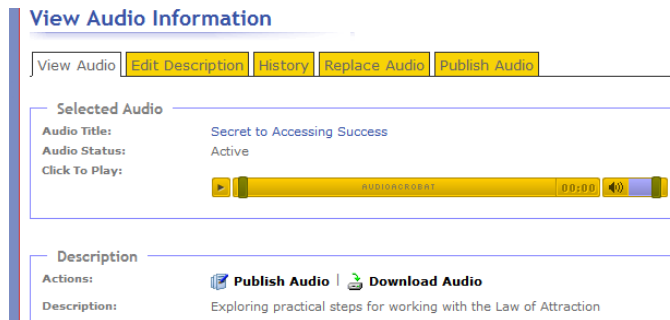 View Audio Information
View Audio Edit Description History Replace Audio Publish Audio
Selected Audio
Audio Title: Secret to Accessing Success
Audio Status: Active
Click To Play:
AUDIOACROBAT 00:00
Description
Actions: Publish Audio | Download Audio
Description: Exploring practical steps for working with the Law of Attraction